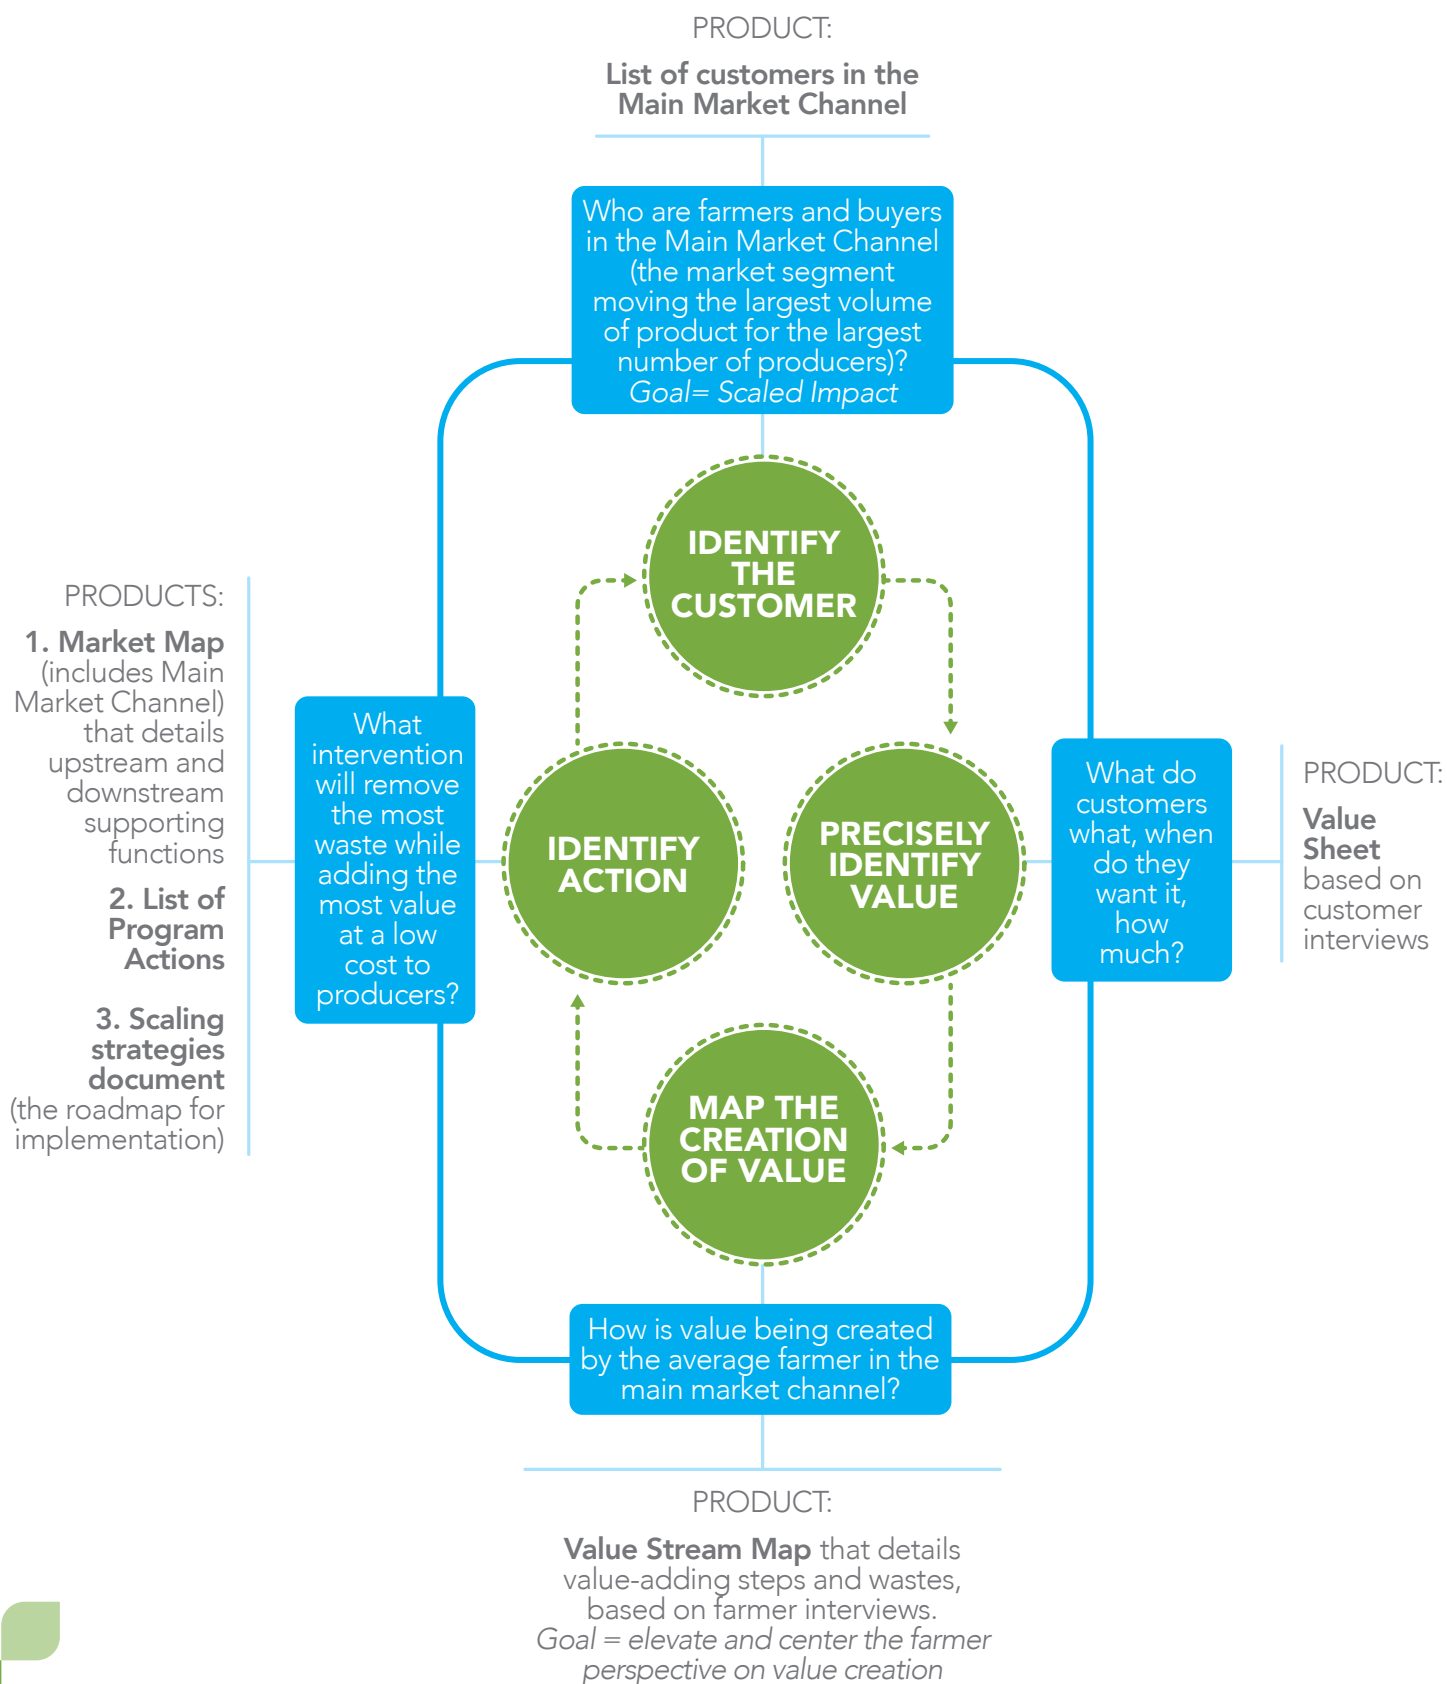 PRODUCT:
List of customers in the
Main Market Channel
Who are farmers and buyers
in the Main Market Channel
(the market segment
moving the largest volume
of product for the largest
number of producers)?
Goal= Scaled Impact
IDENTIFY
THE
CUSTOMER
PRODUCTS:
1. Market Map
(includes Main
Market Channel)
that details
upstream and
downstream
supporting
functions
2. List of
Program
Actions
3. Scaling
strategies
document
(the roadmap for
implementation)
What
intervention
will remove
the most
waste while
adding the
most value
at a low
cost to
producers?
IDENTIFY
ACTION
PRECISELY
IDENTIFY
VALUE
What do
customers
what, when
do they
want it,
how
much?
PRODUCT:
Value
Sheet
based on
customer
interviews
MAP THE
CREATION
OF VALUE
How is value being created
by the average farmer in the
main market channel?
PRODUCT:
Value Stream Map that details
value-adding steps and wastes,
based on farmer interviews.
Goal = elevate and center the farmer
perspective on value creation